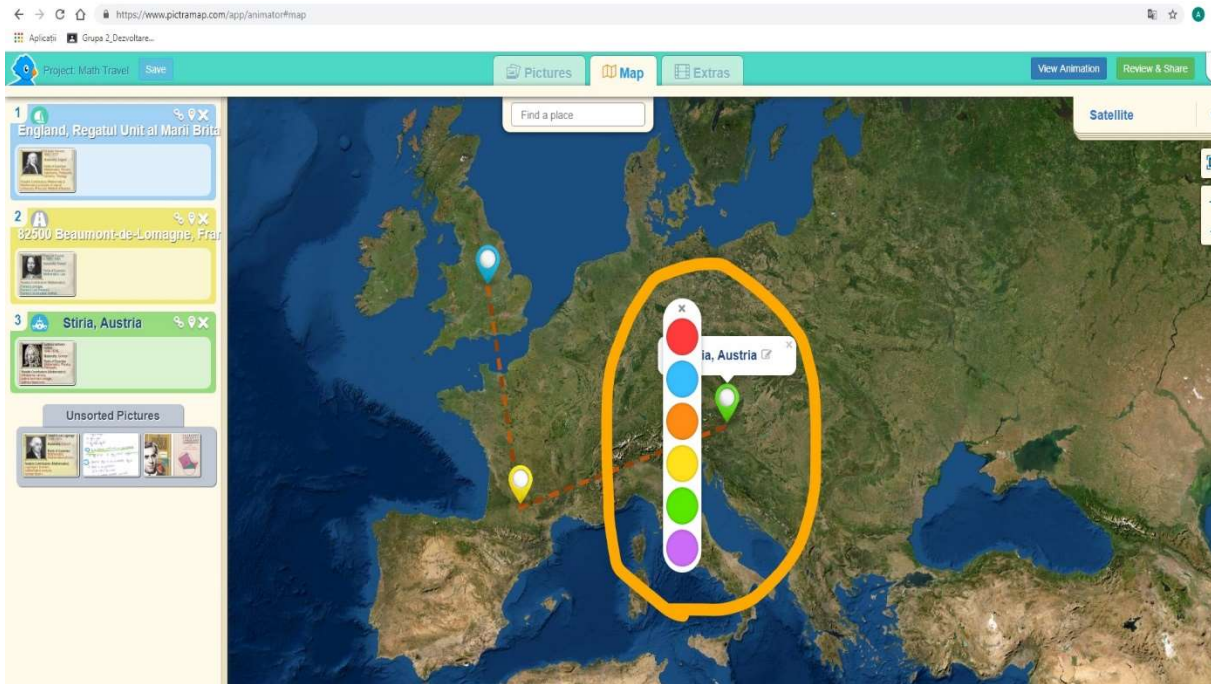 https://www.pictramap.com/app/animator#map
Aplicații
Grupa 2_Dezvoltare...
Project: Math Travel
Save
Pictures
Map
Extras
View Animation
Review & Share
Find a place
Satellite
1
England, Regatul Unit al Marii Brita
2
82500 Beaumont-de-Lomagne, Fran
3
Stiria, Austria
Unsorted Pictures
ia, Austria